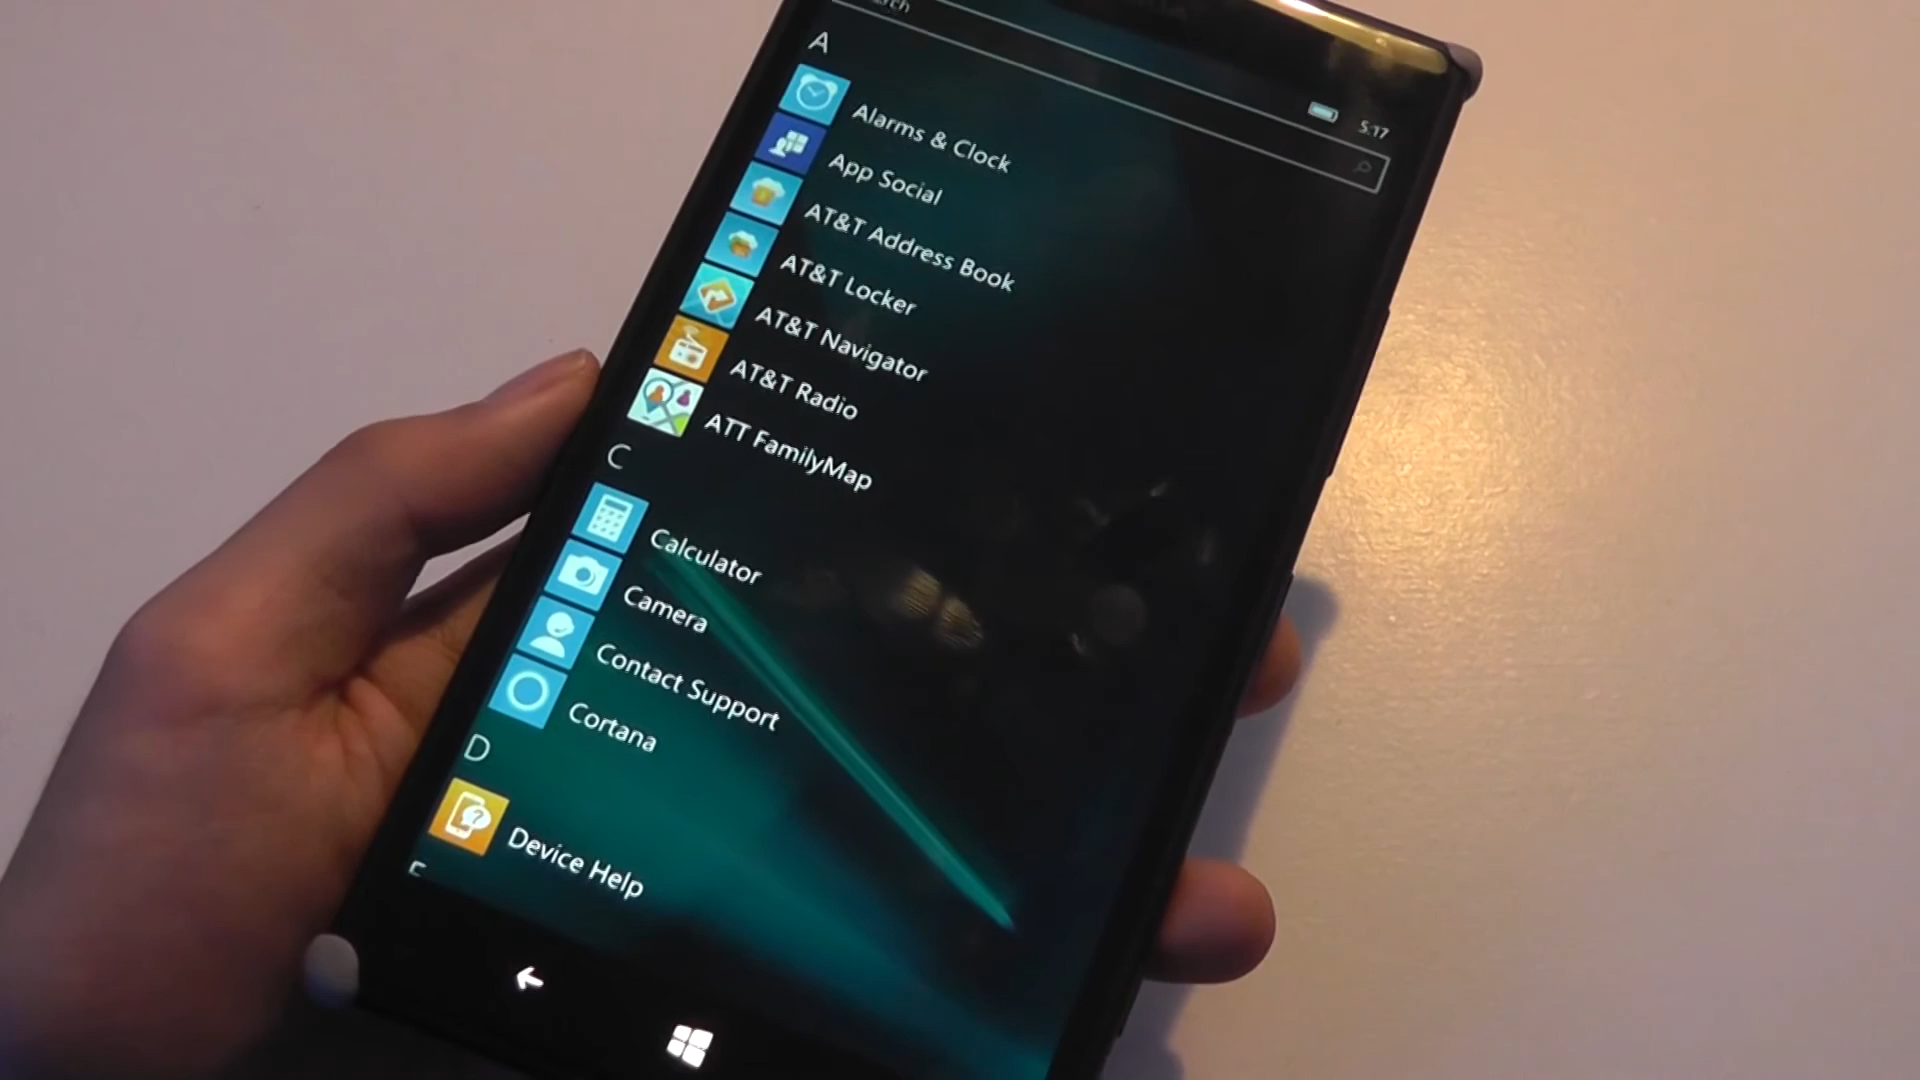 5:17
A
Alarms & Clock
App Social
AT&T Address Book
AT&T Locker
AT&T Navigator
AT&T Radio
ATT FamilyMap
C
Calculator
Camera
Contact Support
Cortana
D
Device Help